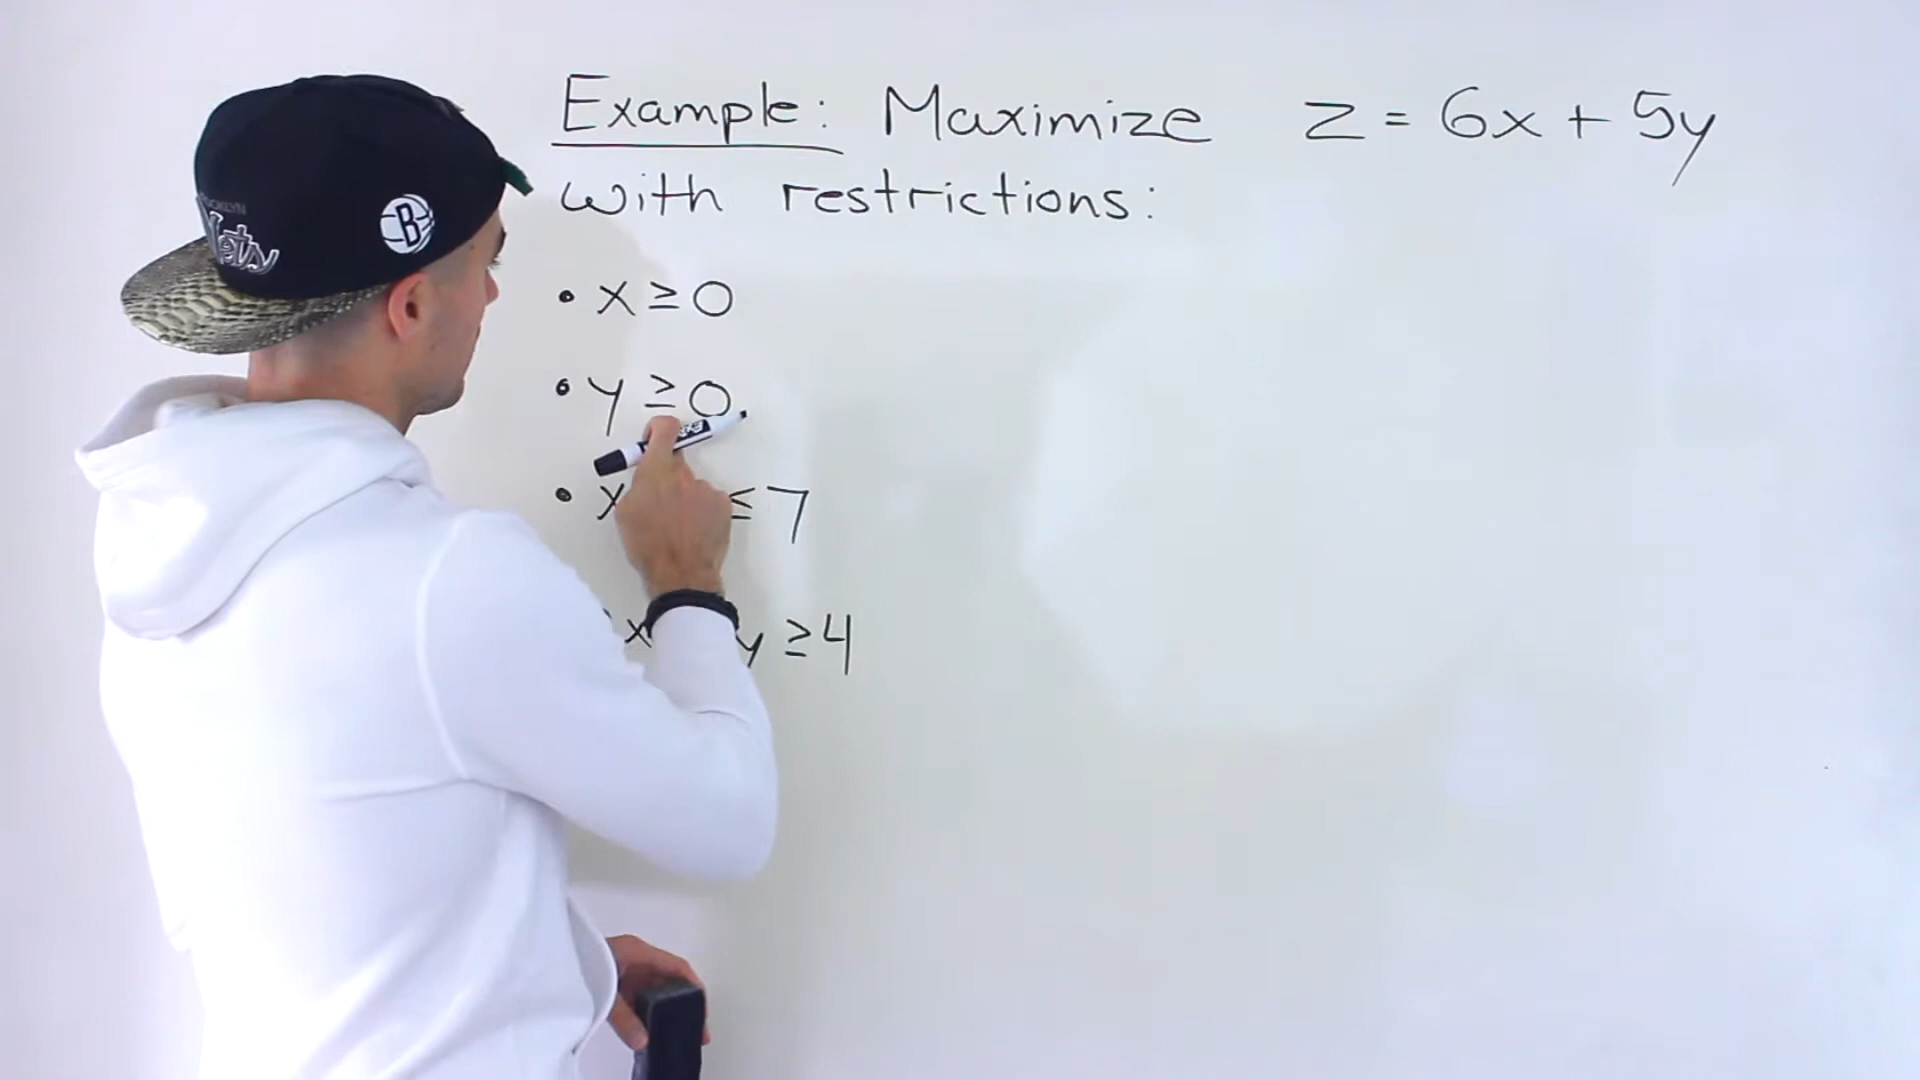 Example: Maximize z = 6x + 5y
with restrictions:
• x ≥ 0
• y ≥ 0
• x ≤ 7
x y ≥ 4
Nets
B